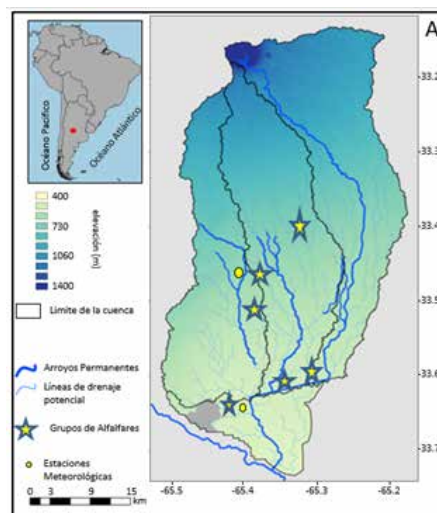 A
Océano Pacífico
Océano Atlántico
400
730
1060
1400
elevación [m]
Límite de la cuenca
Arroyos Permanentes
Líneas de drenaje
potencial
Grupos de Alfalfares
Estaciones
Meteorológicas
0 3 6 9 12 15
km
-33.2
-33.4
-33.5
-33.6
-33.7
-65.5 -65.4 -65.3 -65.2